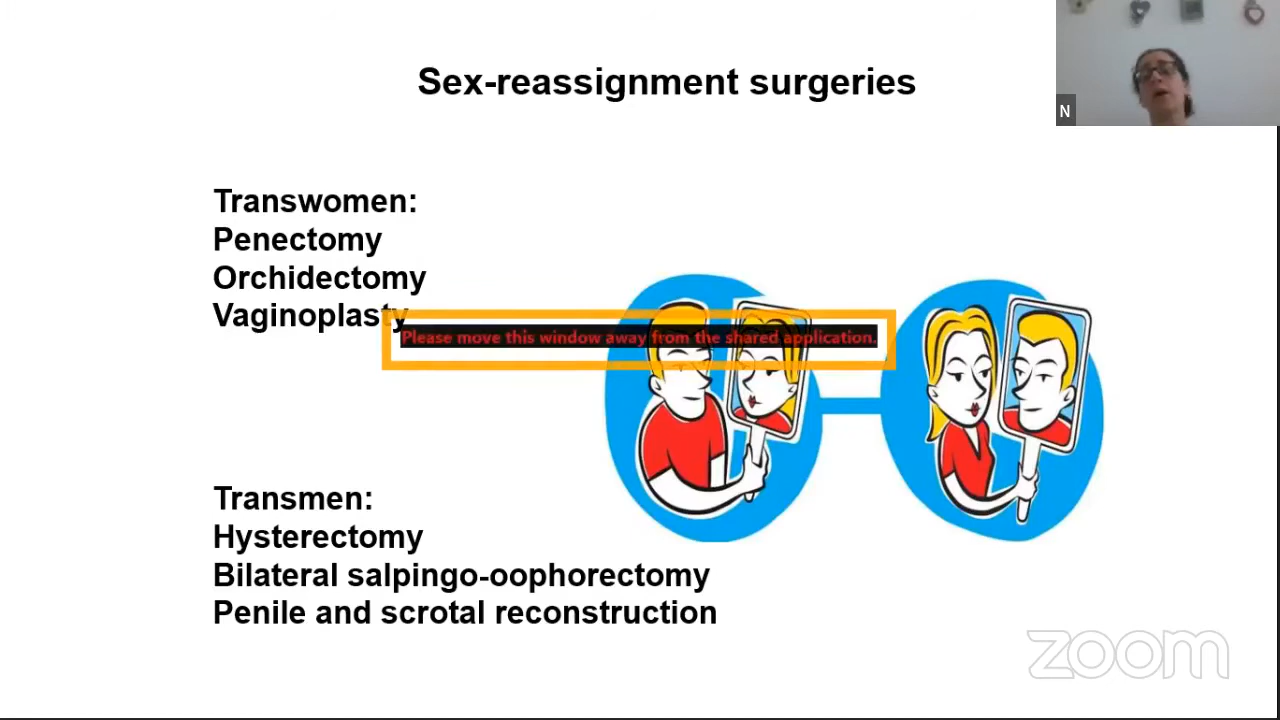 Sex-reassignment surgeries
N
Transwomen:
Penectomy
Orchidectomy
Vaginoplasty
Please move this window away from the shared application.
Transmen:
Hysterectomy
Bilateral salpingo-oophorectomy
Penile and scrotal reconstruction
zoom